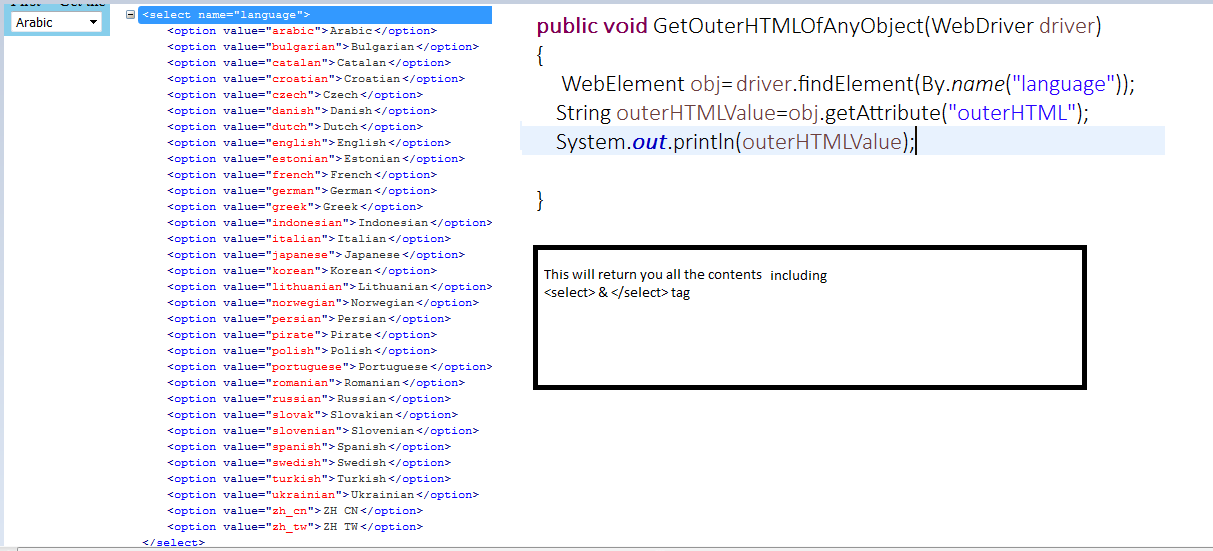 Arabic
<select name="language">
<option value="arabic">Arabic</option>
<option value="bulgarian">Bulgarian</option>
<option value="catalan">Catalan</option>
<option value="croatian">Croatian</option>
<option value="czech">Czech</option>
<option value="danish">Danish</option>
<option value="dutch">Dutch</option>
<option value="english">English</option>
<option value="estonian">Estonian</option>
<option value="french">French</option>
<option value="german">German</option>
<option value="greek">Greek</option>
<option value="indonesian">Indonesian</option>
<option value="italian">Italian</option>
<option value="japanese">Japanese</option>
<option value="korean">Korean</option>
<option value="lithuanian">Lithuanian</option>
<option value="norwegian">Norwegian</option>
<option value="persian">Persian</option>
<option value="pirate">Pirate</option>
<option value="polish">Polish</option>
<option value="portuguese">Portuguese</option>
<option value="romanian">Romanian</option>
<option value="russian">Russian</option>
<option value="slovak">Slovakian</option>
<option value="slovenian">Slovenian</option>
<option value="spanish">Spanish</option>
<option value="swedish">Swedish</option>
<option value="turkish">Turkish</option>
<option value="ukrainian">Ukrainian</option>
<option value="zh_cn">ZH CN</option>
<option value="zh_tw">ZH TW</option>
</select>
public void GetOuterHTMLOfAnyObject(WebDriver driver)
{
WebElement obj= driver.findElement(By.name("language"));
String outerHTMLValue=obj.getAttribute("outerHTML");
System.out.println(outerHTMLValue);
}
This will return you all the contents including
<select> & </select> tag